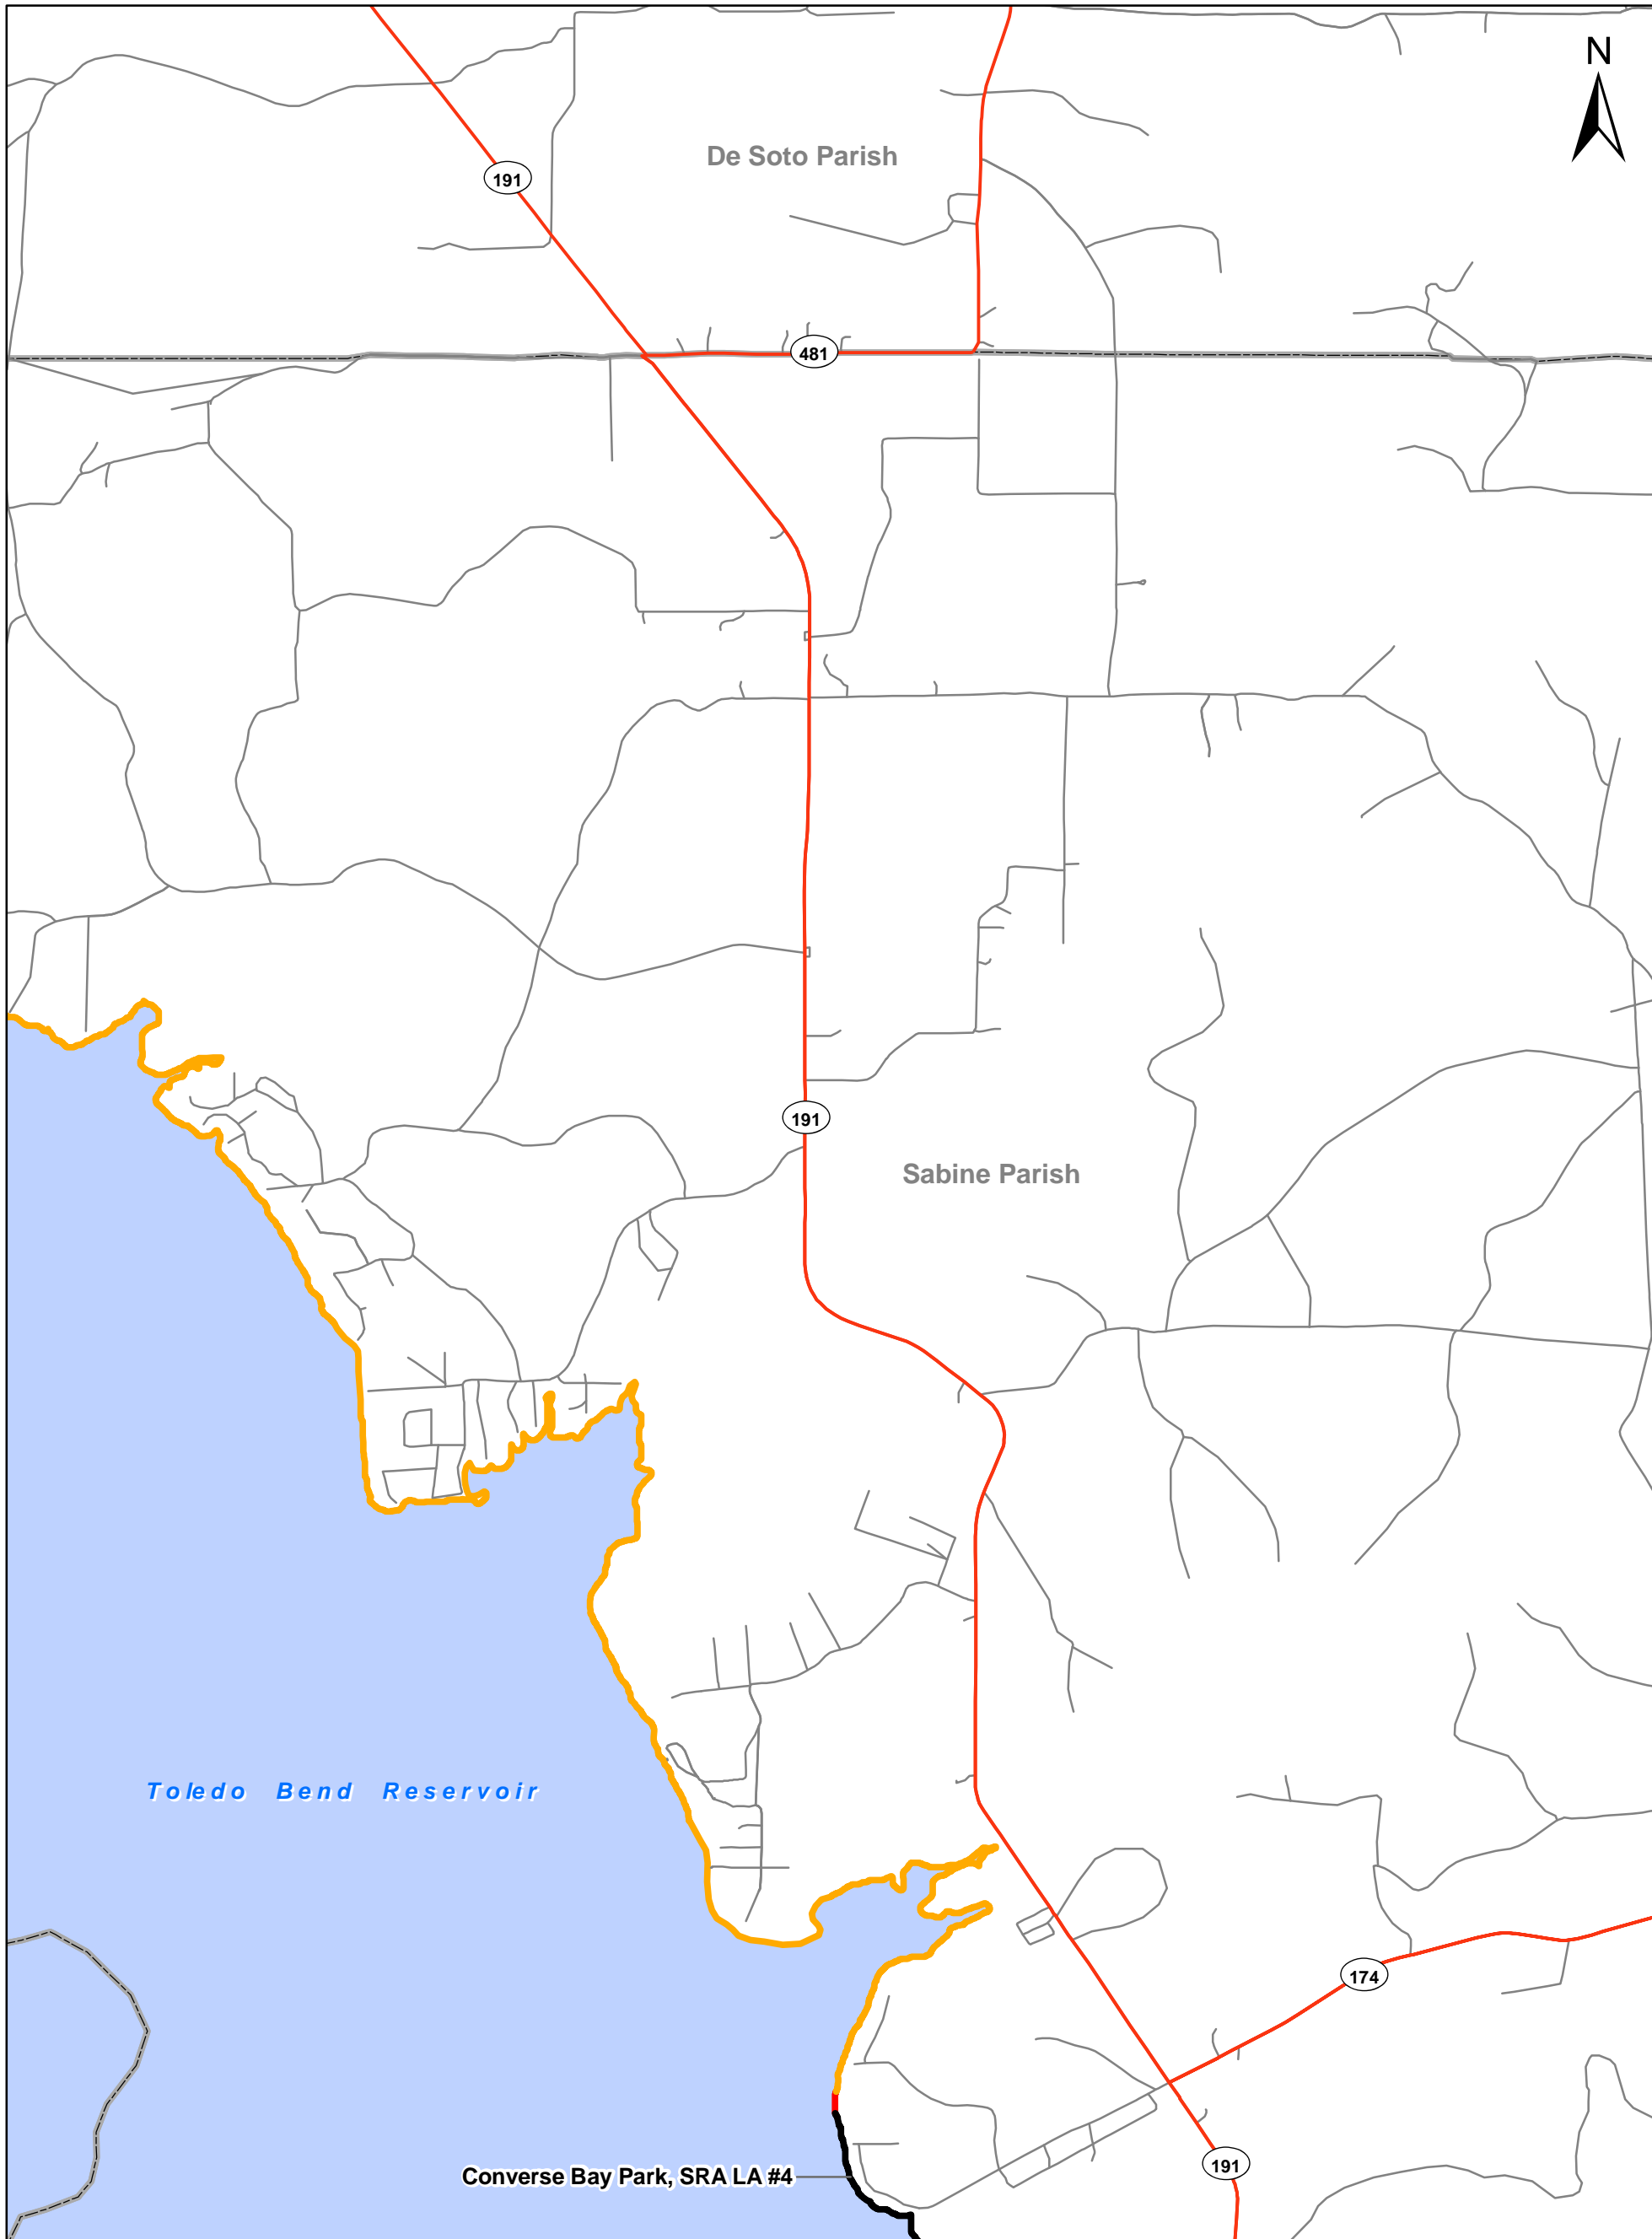 N
De Soto Parish
191
481
191
Sabine Parish
Toledo Bend Reservoir
174
191
Converse Bay Park, SRA LA #4